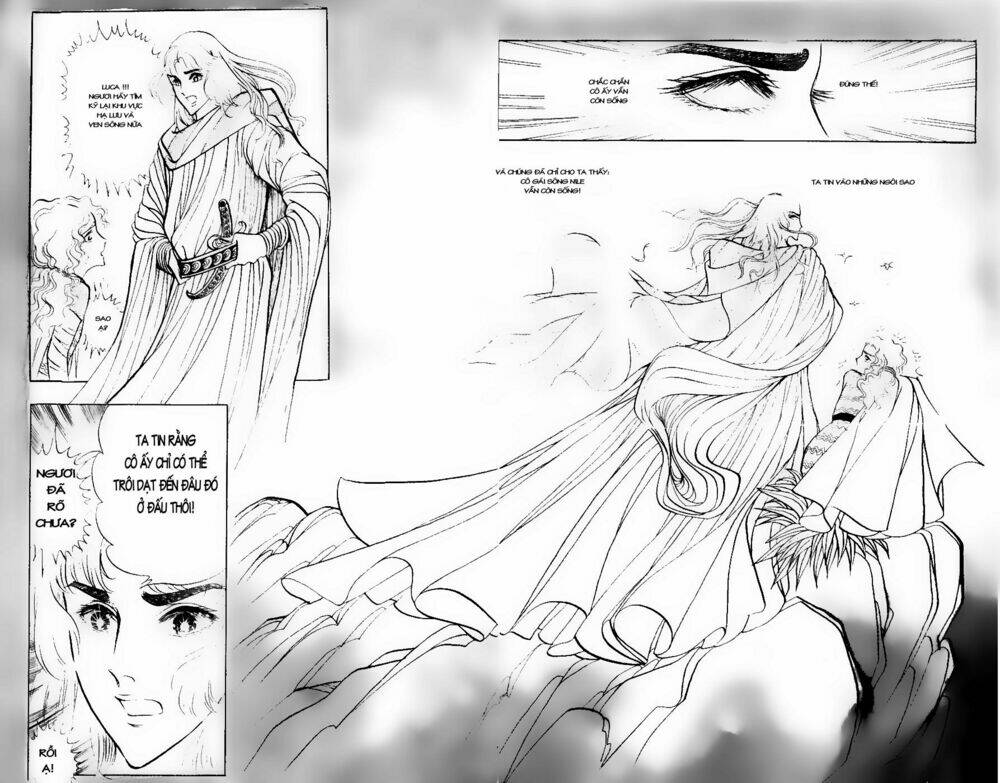 LUCA !!!
NGƯƠI HÃY TÌM
KỸ LẠI KHU VỰC
HẠ LƯU VÀ
VEN SÔNG NỮA
SAO
Ạ?
TA TIN RẰNG
CÔ ẤY CHỈ CÓ THỂ
TRÔI DẠT ĐẾN ĐÂU ĐÓ
Ở ĐẤU THÔI!
NGƯƠI
ĐÃ
RÕ
CHƯA?
RỒI
Ạ!
CHẮC CHẮN
CÔ ẤY VẪN
CÒN SỐNG
ĐÚNG THẾ!
VÀ CHÚNG ĐÃ CHỈ CHO TA THẤY:
CÔ GÁI SÔNG NILE
VẪN CÒN SỐNG!
TA TIN VÀO NHỮNG NGÔI SAO